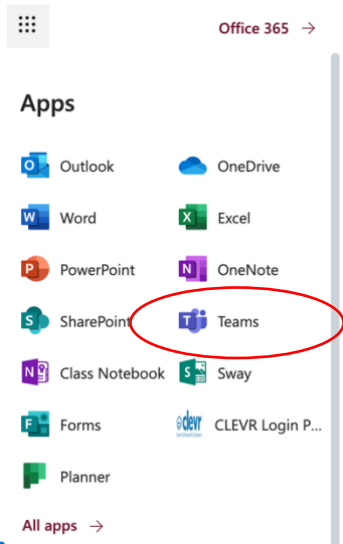 Office 365 →
Apps
Outlook OneDrive
Word Excel
PowerPoint OneNote
SharePoint Teams
Class Notebook Sway
Forms CLEVR Login P...
Planner
All apps →